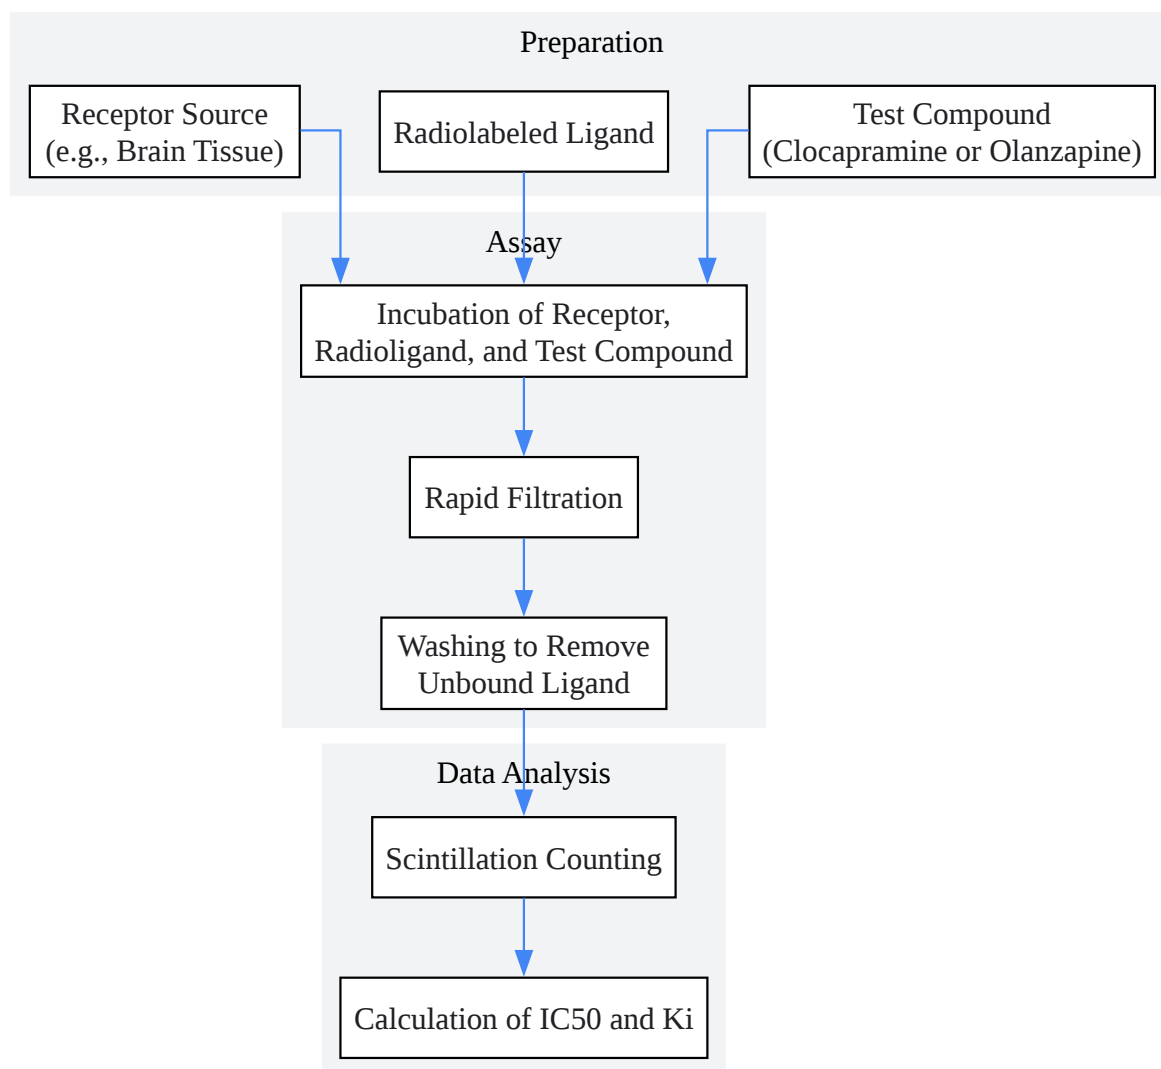 Preparation
Receptor Source
(e.g., Brain Tissue)
Radiolabeled Ligand
Test Compound
(Clocapramine or Olanzapine)
Assay
Incubation of Receptor,
Radioligand, and Test Compound
Rapid Filtration
Washing to Remove
Unbound Ligand
Data Analysis
Scintillation Counting
Calculation of IC50 and Ki